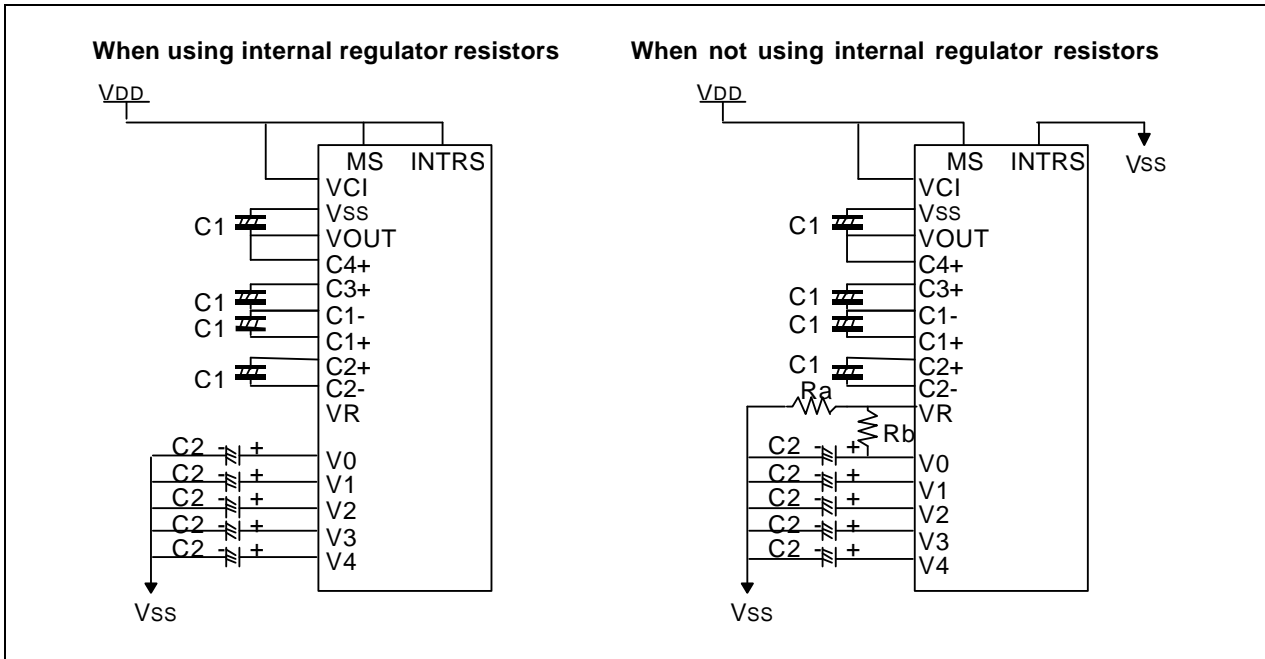 When using internal regulator resistors
VDD
MS INTRS
VCI
C1 VSS
VOUT
C4+
C1 C3+
C1 C1-
C1+
C1 C2+
C2-
VR
C2 - + V0
C2 - + V1
C2 - + V2
C2 - + V3
C2 - + V4
VSS
When not using internal regulator resistors
VDD
MS INTRS VSS
VCI
C1 VSS
VOUT
C4+
C1 C3+
C1 C1-
C1+
C1 C2+
C2-
Ra VR
Rb
C2 - + V0
C2 - + V1
C2 - + V2
C2 - + V3
C2 - + V4
VSS